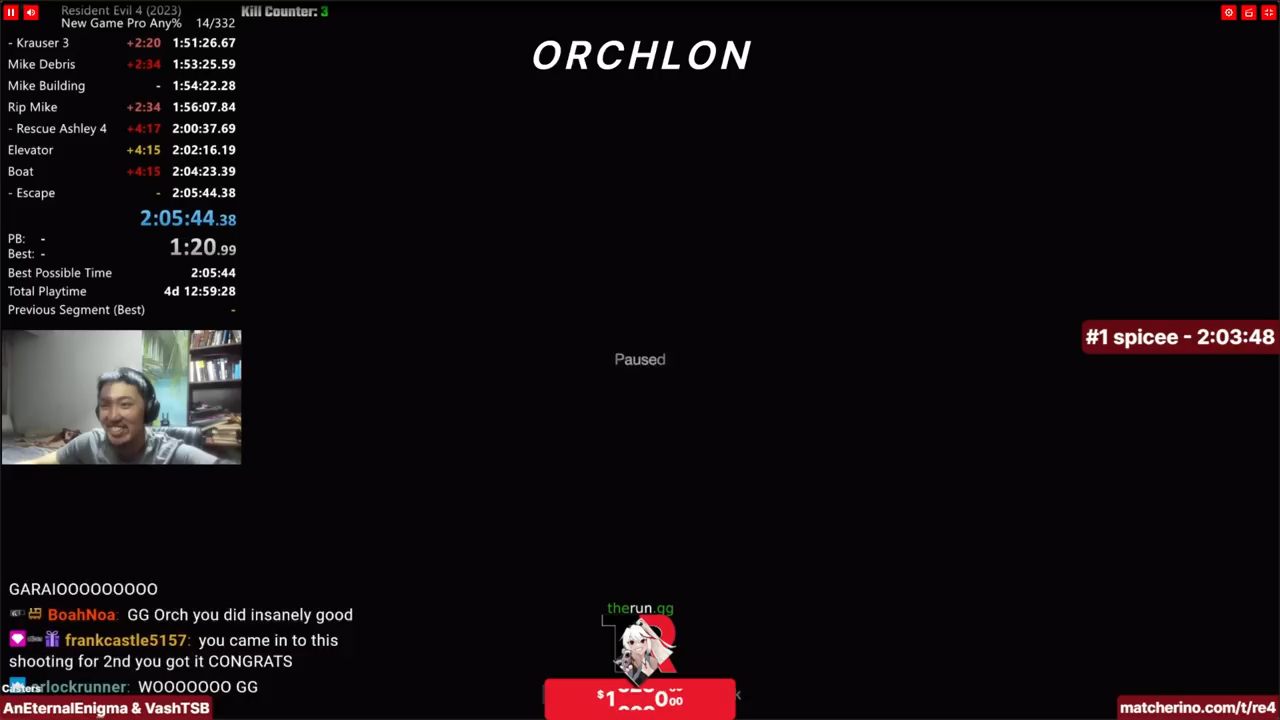 Resident Evil 4 (2023)
New Game Pro Any% 14/332
Kill Counter: 3
ORCHLON
- Krauser 3 +2:20 1:51:26.67
Mike Debris +2:34 1:53:25.59
Mike Building - 1:54:22.28
Rip Mike +2:34 1:56:07.84
- Rescue Ashley 4 +4:17 2:00:37.69
Elevator +4:15 2:02:16.19
Boat +4:15 2:04:23.39
- Escape - 2:05:44.38
2:05:44.38
PB: -
Best: -
1:20.99
Best Possible Time 2:05:44
Total Playtime 4d 12:59:28
Previous Segment (Best) -
#1 spicee - 2:03:48
Paused
GARAIOOOOOOOOO
BoahNoa: GG Orch you did insanely good
frankcastle5157: you came in to this
shooting for 2nd you got it CONGRATS
WOOOOOOO GG
Casters
AnEternalEnigma & VashTSB
therun.gg
matcherino.com/t/re4